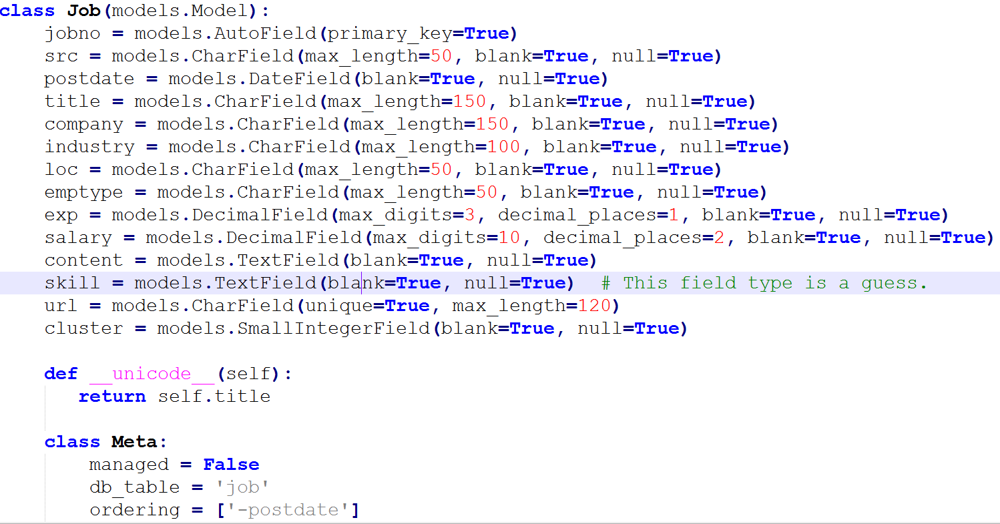 class Job(models.Model):
    jobno = models.AutoField(primary_key=True)
    src = models.CharField(max_length=50, blank=True, null=True)
    postdate = models.DateField(blank=True, null=True)
    title = models.CharField(max_length=150, blank=True, null=True)
    company = models.CharField(max_length=150, blank=True, null=True)
    industry = models.CharField(max_length=100, blank=True, null=True)
    loc = models.CharField(max_length=50, blank=True, null=True)
    emptype = models.CharField(max_length=50, blank=True, null=True)
    exp = models.DecimalField(max_digits=3, decimal_places=1, blank=True, null=True)
    salary = models.DecimalField(max_digits=10, decimal_places=2, blank=True, null=True)
    content = models.TextField(blank=True, null=True)
    skill = models.TextField(blank=True, null=True)  # This field type is a guess.
    url = models.CharField(unique=True, max_length=120)
    cluster = models.SmallIntegerField(blank=True, null=True)
    def __unicode__(self):
       return self.title
    class Meta:
        managed = False
        db_table = 'job'
        ordering = ['-postdate']